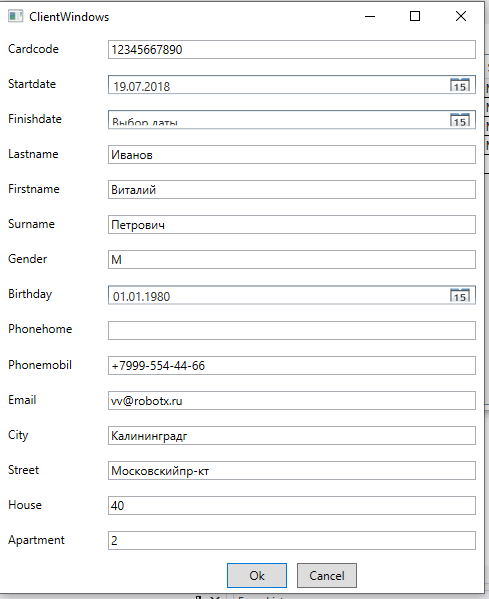 ClientWindows
Cardcode 12345667890
Startdate 19.07.2018 15
Finishdate Выбор даты 15
Lastname Иванов
Firstname Виталий
Surname Петрович
Gender М
Birthday 01.01.1980 15
Phonehome
Phonemobil +7999-554-44-66
Email vv@robotx.ru
City Калининградг
Street Московскийпр-кт
House 40
Apartment 2
Ok Cancel